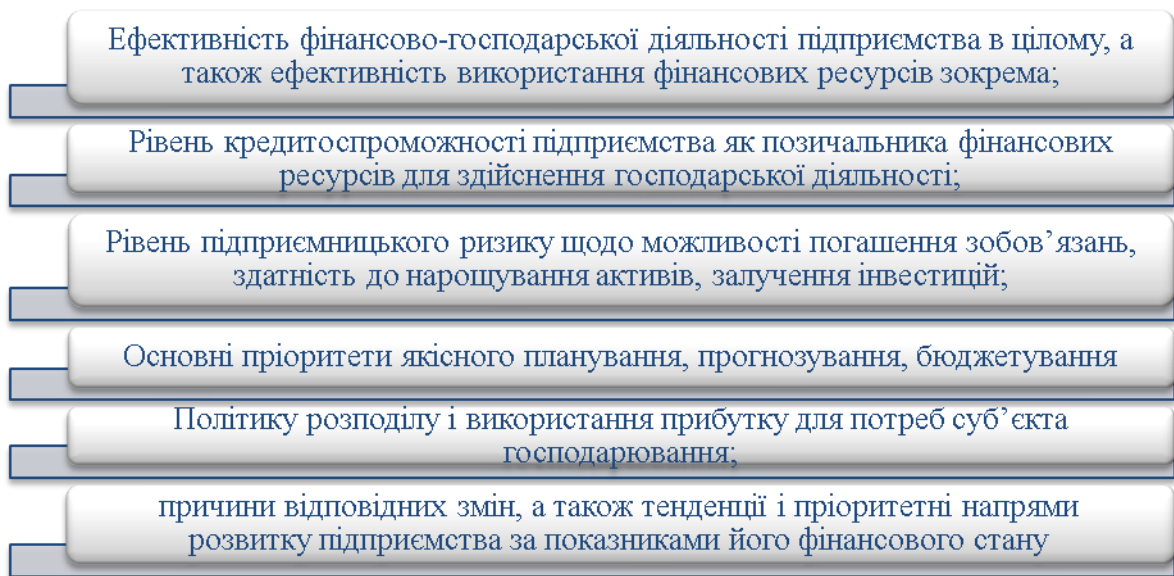 Ефективність фінансово-господарської діяльності підприємства в цілому, а
також ефективність використання фінансових ресурсів зокрема;
Рівень кредитоспроможності підприємства як позичальника фінансових
ресурсів для здійснення господарської діяльності;
Рівень підприємницького ризику щодо можливості погашення зобов’язань,
здатність до нарощування активів, залучення інвестицій;
Основні пріоритети якісного планування, прогнозування, бюджетування
Політику розподілу і використання прибутку для потреб суб’єкта
господарювання;
причини відповідних змін, а також тенденції і пріоритетні напрями
розвитку підприємства за показниками його фінансового стану